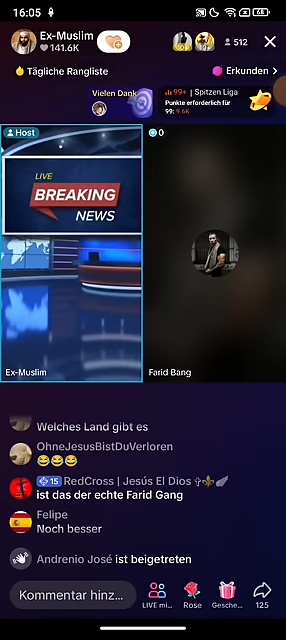 16:05
68
Ex-Muslim
141.6K
512
Tägliche Rangliste
Erkunden >
Vielen Dank
99+ | Spitzen Liga
Punkte erforderlich für
99: 9.6K
Host
0
LIVE
BREAKING
NEWS
Ex-Muslim
Farid Bang
Welches Land gibt es
OhneJesusBistDuVerloren
😂😂😂
15 RedCross | Jesús El Dios ✞⚜🪽
ist das der echte Farid Gang
Felipe
Noch besser
Andrenio José ist beigetreten
Kommentar hinz...
LIVE mi...
Rose
Gesche...
125